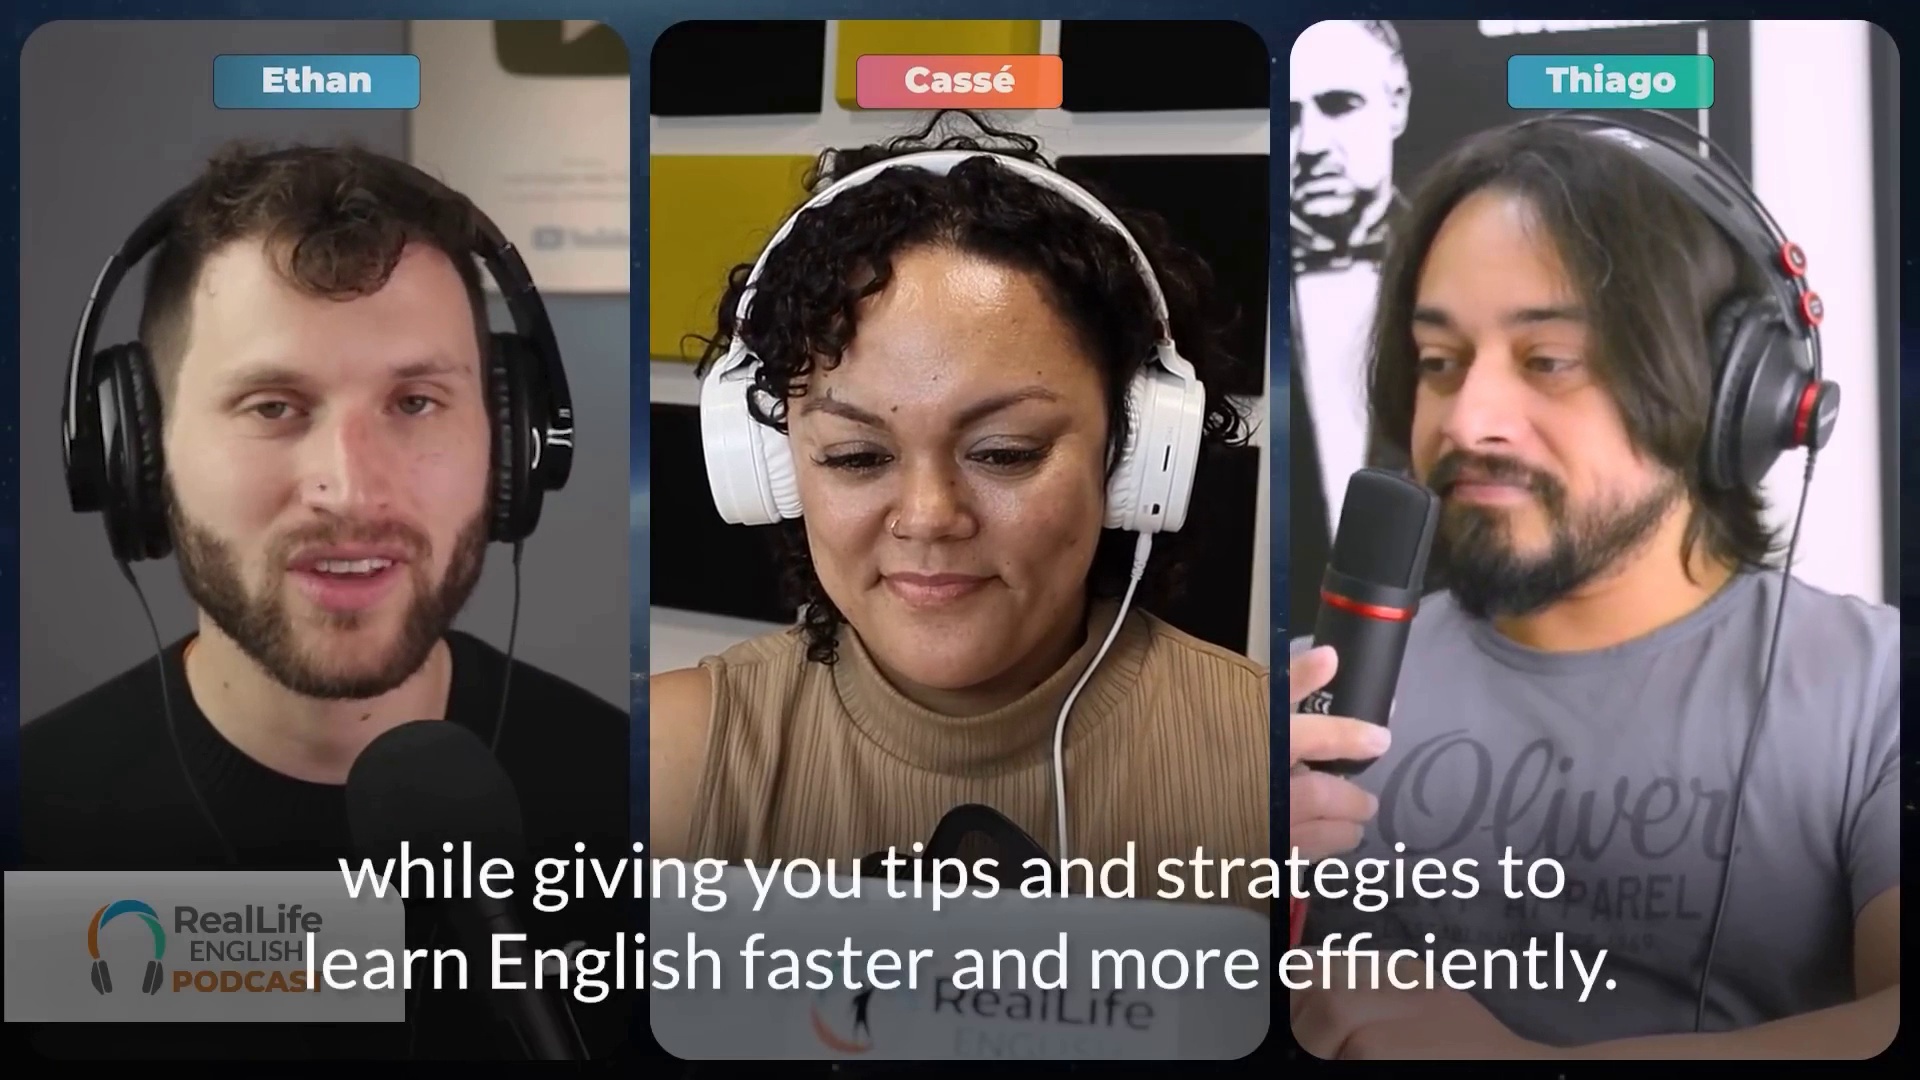 Ethan
Cassé
Thiago
Oliver
APPAREL
while giving you tips and strategies to
learn English faster and more efficiently.
RealLife
ENGLISH
PODCAST
RealLife
ENGLISH